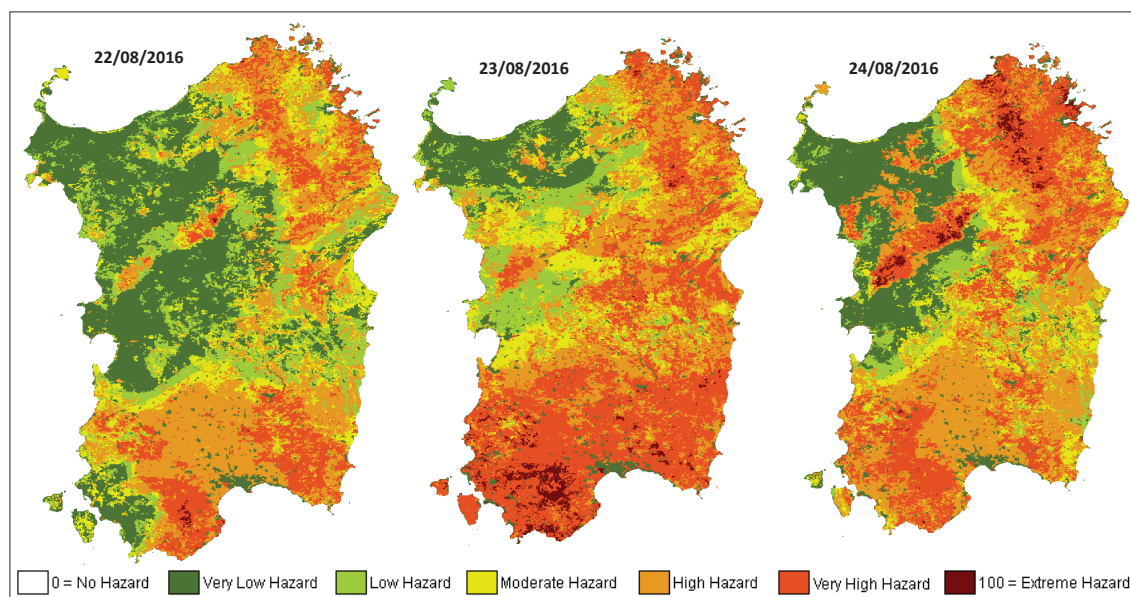 22/08/2016
23/08/2016
24/08/2016
0 = No Hazard
Very Low Hazard
Low Hazard
Moderate Hazard
High Hazard
Very High Hazard
100 = Extreme Hazard